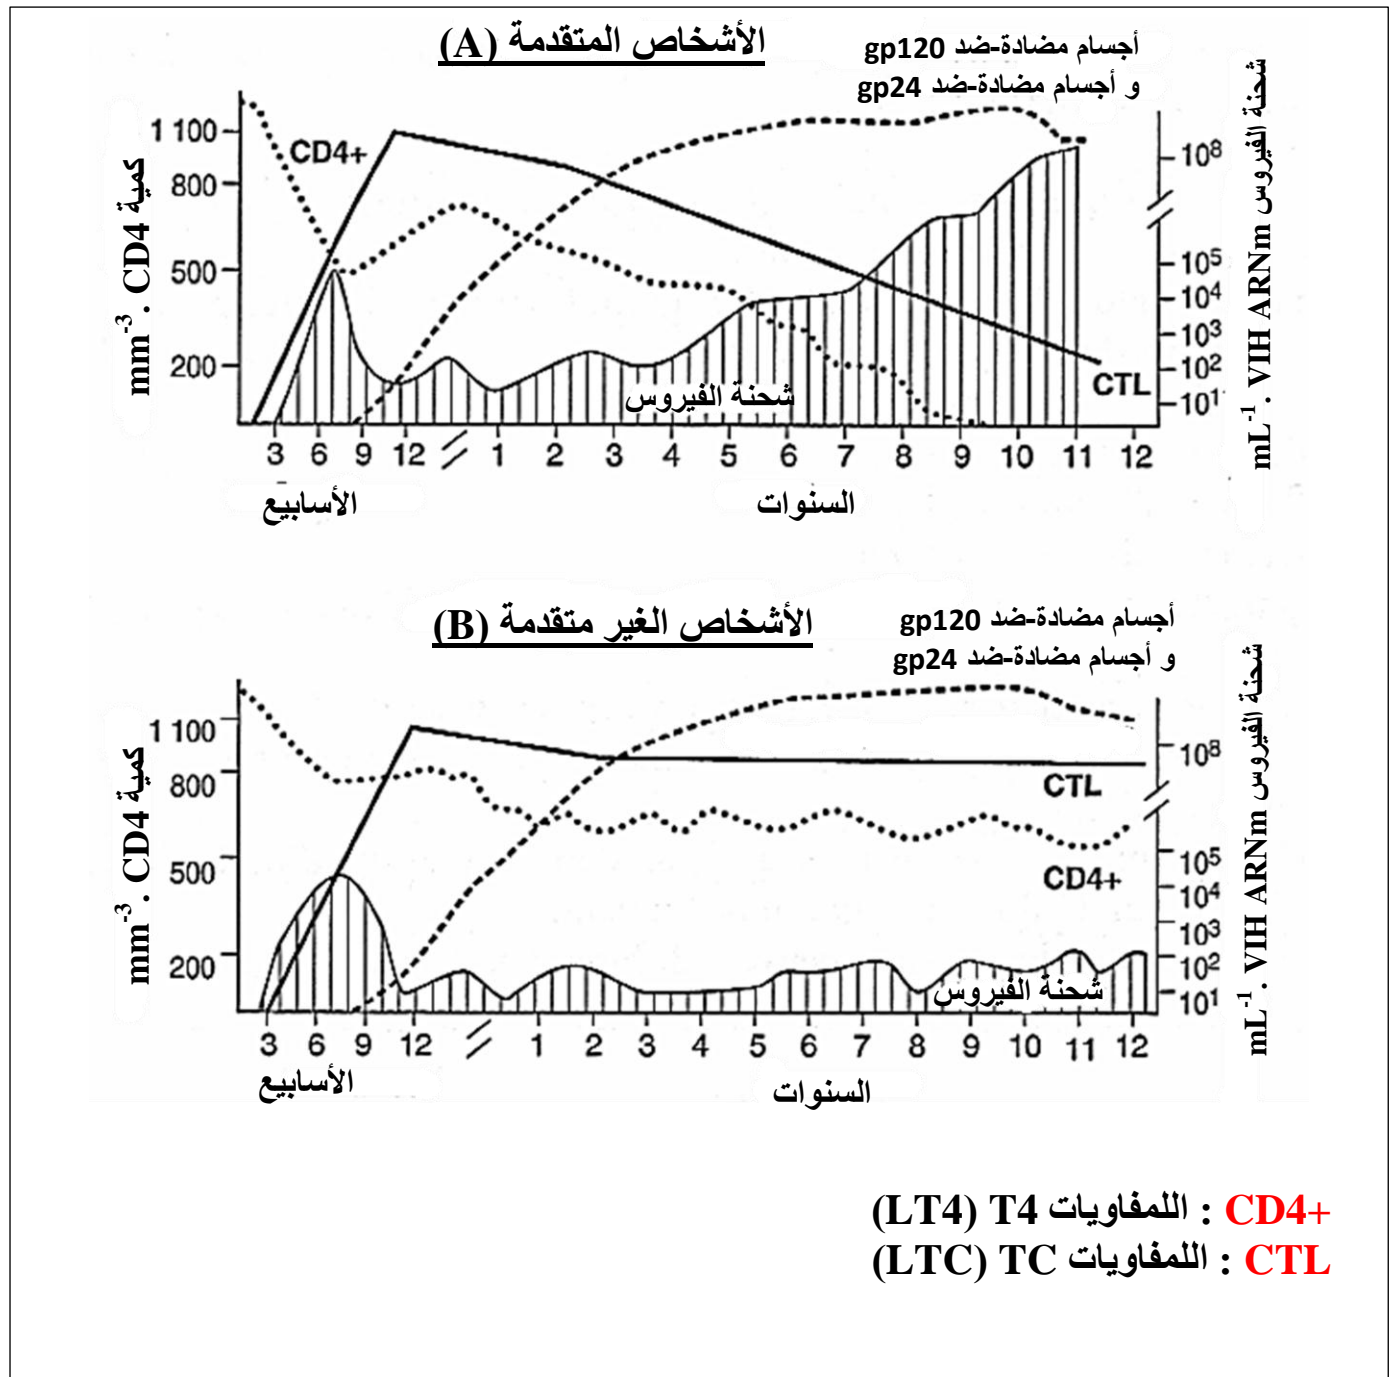 الأشخاص المتقدمة (A)
أجسام مضادة-ضد gp120
و أجسام مضادة-ضد gp24
كمية CD4 . mm-3
شحنة الفيروس mL-1 . VIH ARNm
1 100
800
500
200
CD4+
CTL
شحنة الفيروس
10⁸
10⁵
10⁴
10³
10²
10¹
3 6 9 12 // 1 2 3 4 5 6 7 8 9 10 11 12
الأسابيع
السنوات
الأشخاص الغير متقدمة (B)
أجسام مضادة-ضد gp120
و أجسام مضادة-ضد gp24
كمية CD4 . mm-3
شحنة الفيروس mL-1 . VIH ARNm
1 100
800
500
200
CTL
CD4+
شحنة الفيروس
10⁸
10⁵
10⁴
10³
10²
10¹
3 6 9 12 // 1 2 3 4 5 6 7 8 9 10 11 12
الأسابيع
السنوات
CD4+ : اللمفاويات T4 (LT4)
CTL : اللمفاويات TC (LTC)